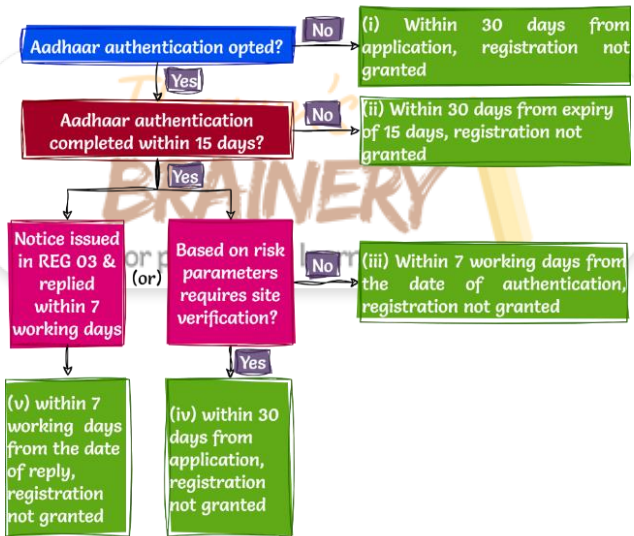 Aadhaar authentication opted?
No
(i) Within 30 days from
application, registration not
granted
Yes
Aadhaar authentication
completed within 15 days?
No
(ii) Within 30 days from expiry
of 15 days, registration not
granted
Yes
BRAINERY
Notice issued
in REG 03 &
replied
within 7
working days
(or)
Based on risk
parameters
requires site
verification?
No
(iii) Within 7 working days from
the date of authentication,
registration not granted
Yes
(v) within 7
working days
from the date
of reply,
registration
not granted
(iv) within 30
days from
application,
registration
not granted